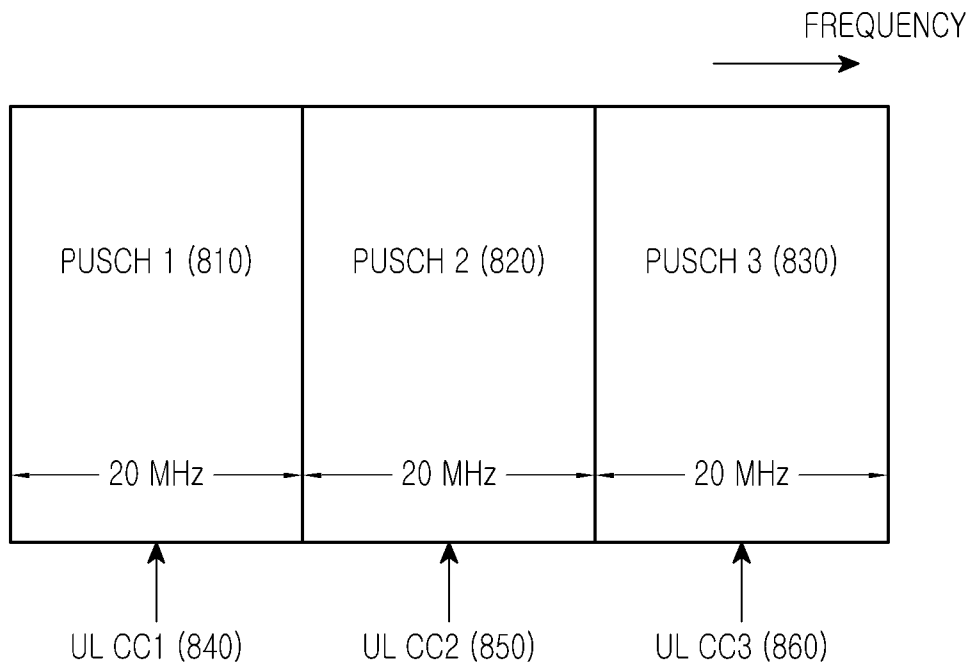 FREQUENCY
PUSCH 1 (810)
PUSCH 2 (820)
PUSCH 3 (830)
20 MHz
20 MHz
20 MHz
UL CC1 (840)
UL CC2 (850)
UL CC3 (860)